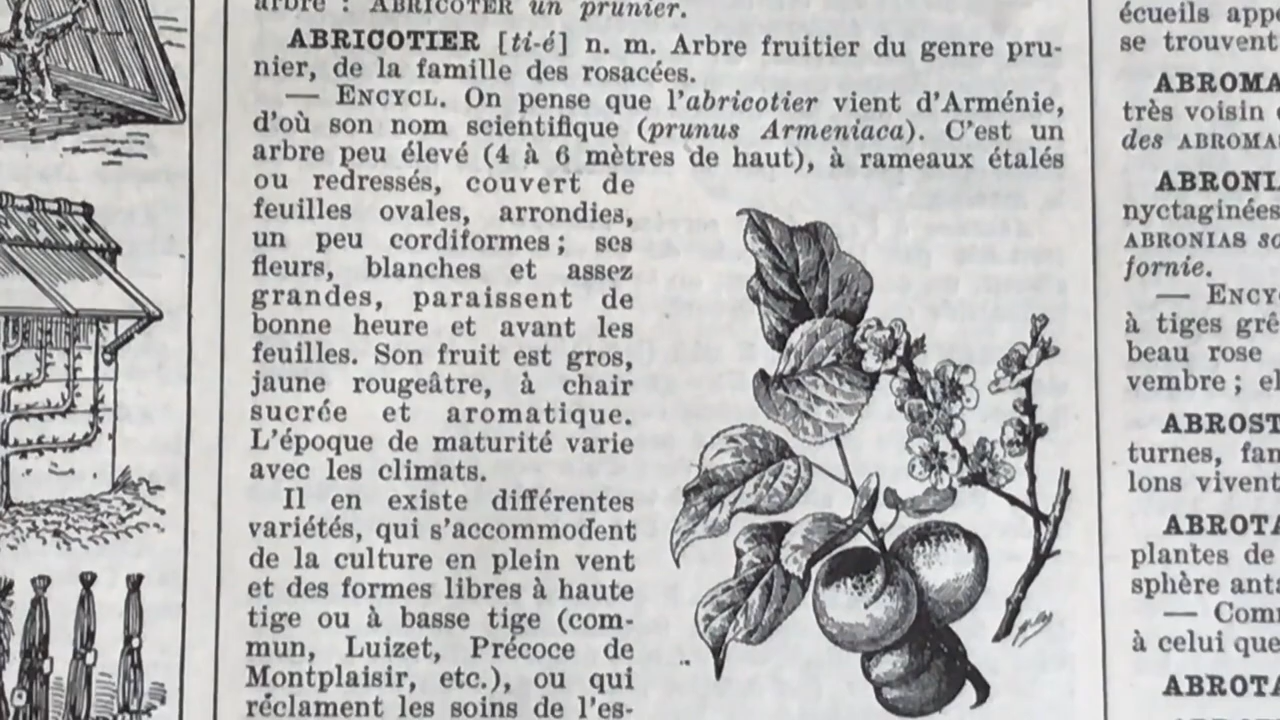 arbre : ABRICOTER un prunier.
ABRICOTIER [ti-é] n. m. Arbre fruitier du genre pru-
nier, de la famille des rosacées.
— ENCYCL. On pense que l'abricotier vient d'Arménie,
d'où son nom scientifique (prunus Armeniaca). C'est un
arbre peu élevé (4 à 6 mètres de haut), à rameaux étalés
ou redressés, couvert de
feuilles ovales, arrondies,
un peu cordiformes ; ses
fleurs, blanches et assez
grandes, paraissent de
bonne heure et avant les
feuilles. Son fruit est gros,
jaune rougeâtre, à chair
sucrée et aromatique.
L'époque de maturité varie
avec les climats.
Il en existe différentes
variétés, qui s'accommodent
de la culture en plein vent
et des formes libres à haute
tige ou à basse tige (com-
mun, Luizet, Précoce de
Montplaisir, etc.), ou qui
réclament les soins de l'es-
écueils appe
se trouvent
ABROMA
très voisin
des ABROMA
ABRONI
nyctaginées
ABRONIAS
fornie.
— ENCY
à tiges grê
beau rose
vembre ; el
ABROST
turnes, fam
lons vivent
ABROTA
plantes de
sphère ant
— Com
à celui que
ABROTA